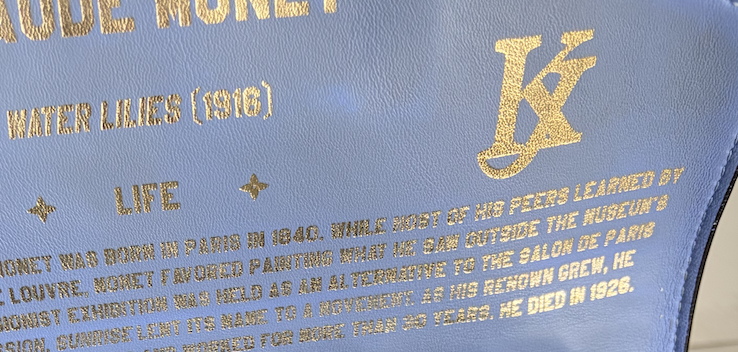 AUDE MONET
WATER LILIES (1916)
LIFE
MONET WAS BORN IN PARIS IN 1840. WHILE MOST OF HIS PEERS LEARNED BY
LOUVRE, MONET FAVORED PAINTING WHAT HE SAW OUTSIDE THE MUSEUM'S
IONIST EXHIBITION WAS HELD AS AN ALTERNATIVE TO THE SALON DE PARIS
SSION, SUNRISE LENT ITS NAME TO A MOVEMENT. AS HIS RENOWN GREW, HE
WORKED FOR MORE THAN 30 YEARS. HE DIED IN 1926.